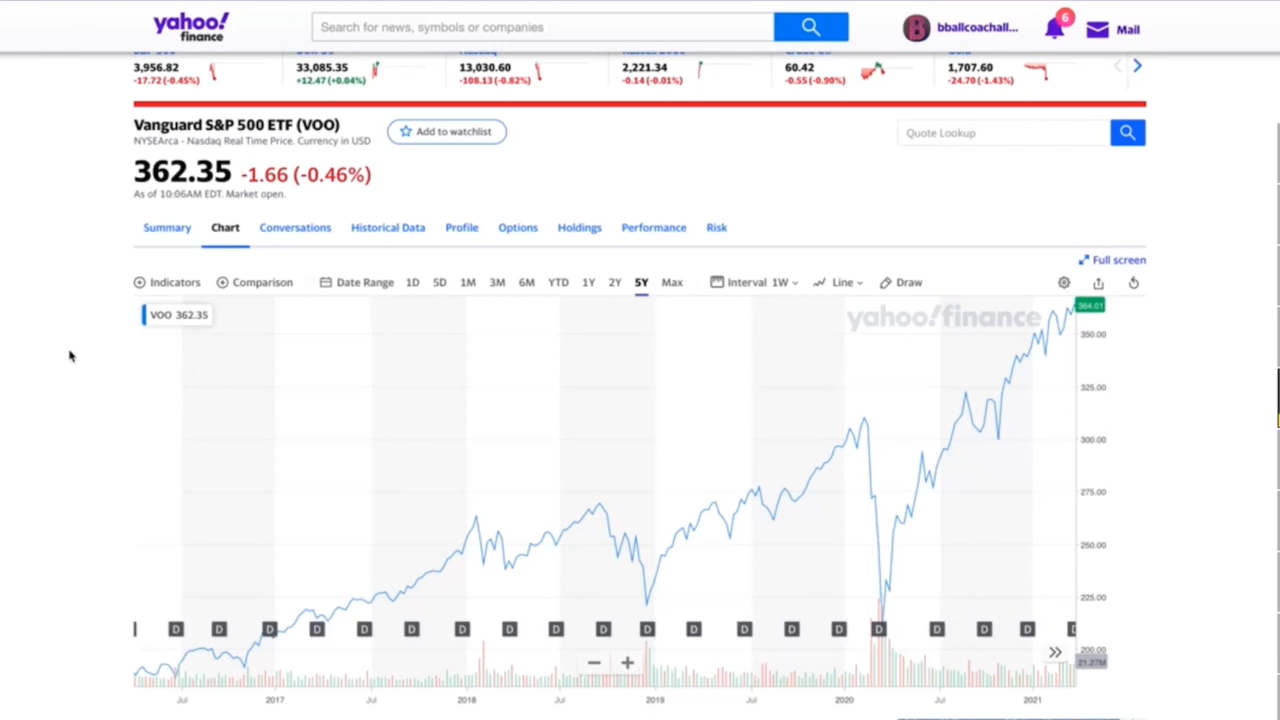 yahoo!
finance
Search for news, symbols or companies
bballcoachall...
6
Mail
3,956.82
-17.72 (-0.45%)
33,085.35
+12.47 (+0.04%)
13,030.60
-108.13 (-0.82%)
2,221.34
-0.14 (-0.01%)
60.42
-0.55 (-0.90%)
1,707.60
-24.70 (-1.43%)
Vanguard S&P 500 ETF (VOO)
Add to watchlist
NYSEArca - Nasdaq Real Time Price. Currency in USD
Quote Lookup
362.35 -1.66 (-0.46%)
As of 10:06AM EDT. Market open.
Summary Chart Conversations Historical Data Profile Options Holdings Performance Risk
Full screen
Indicators Comparison Date Range 1D 5D 1M 3M 6M YTD 1Y 2Y 5Y Max Interval 1W Line Draw
VOO 362.35
yahoo!finance
364.01
350.00
325.00
300.00
275.00
250.00
225.00
D D D D D D D D D D D D D D D D D D D D
200.00
21.27M
Jul 2017 Jul 2018 Jul 2019 Jul 2020 Jul 2021